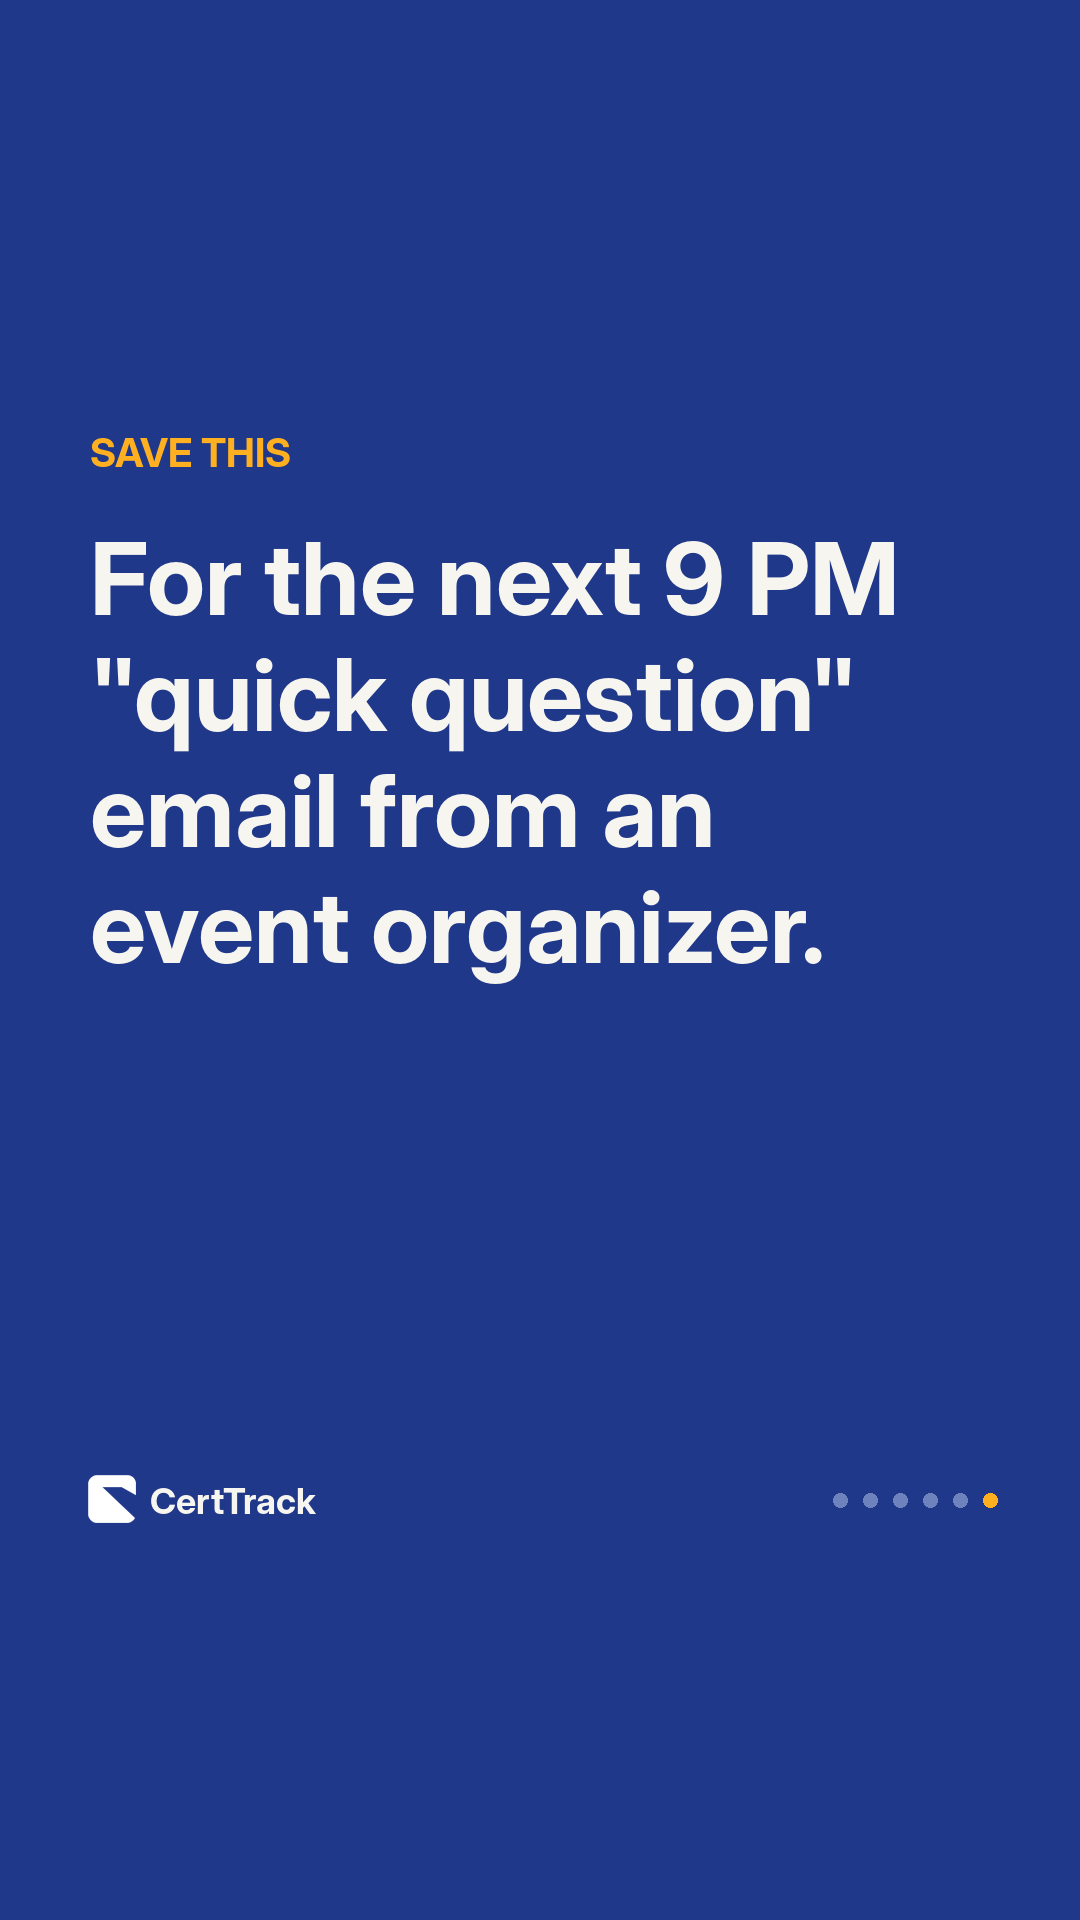 SAVE THIS
For the next 9 PM
"quick question"
email from an
event organizer.
CertTrack